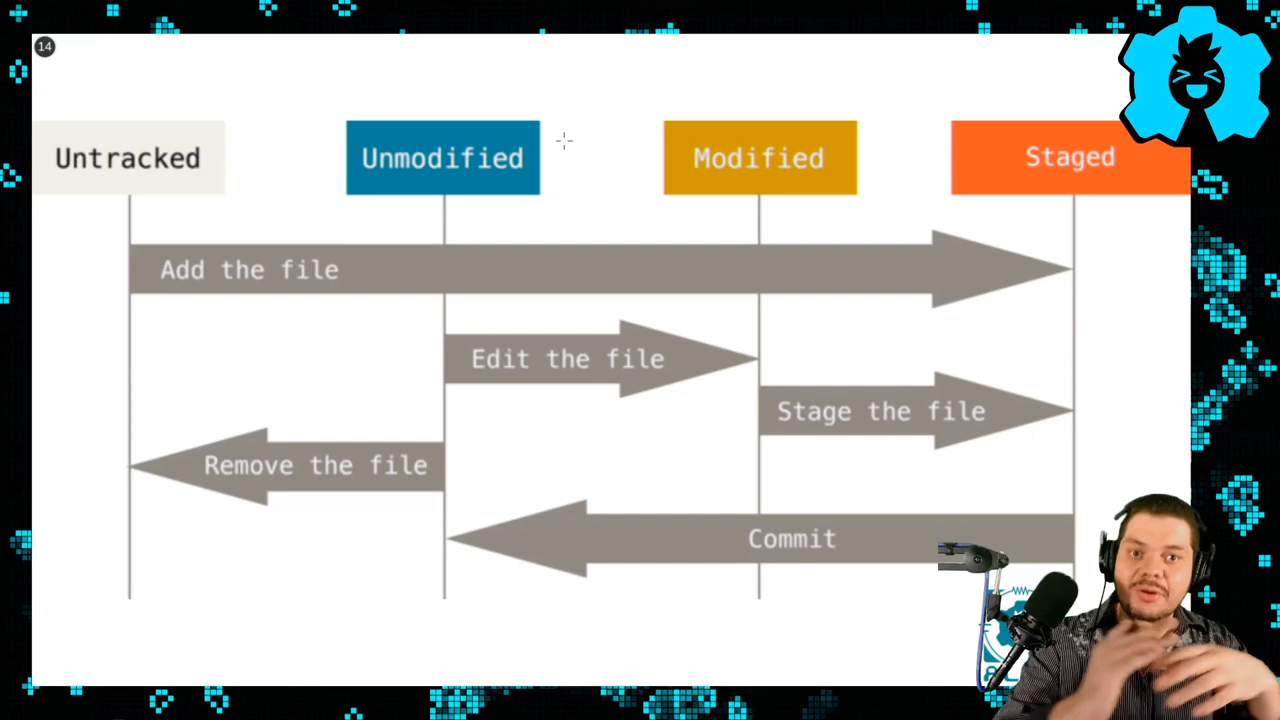 14
Untracked
Unmodified
Modified
Staged
Add the file
Edit the file
Stage the file
Remove the file
Commit